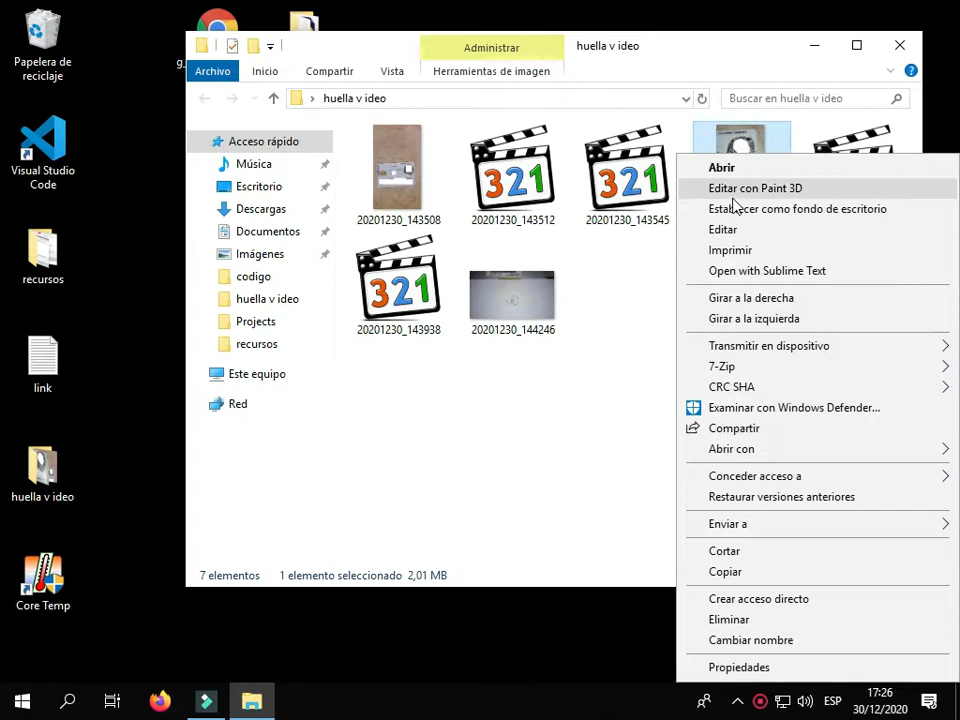 Papelera de
reciclaje
Visual Studio
Code
recursos
link
huella v ideo
Core Temp
g_
Administrar
huella v ideo
Archivo
Inicio
Compartir
Vista
Herramientas de imagen
huella v ideo
Buscar en huella v ideo
Acceso rápido
Música
Escritorio
Descargas
Documentos
Imágenes
codigo
huella v ideo
Projects
recursos
Este equipo
Red
20201230_143508
321
20201230_143512
321
20201230_143545
321
20201230_143938
20201230_144246
7 elementos
1 elemento seleccionado 2,01 MB
Abrir
Editar con Paint 3D
Establecer como fondo de escritorio
Editar
Imprimir
Open with Sublime Text
Girar a la derecha
Girar a la izquierda
Transmitir en dispositivo
7-Zip
CRC SHA
Examinar con Windows Defender...
Compartir
Abrir con
Conceder acceso a
Restaurar versiones anteriores
Enviar a
Cortar
Copiar
Crear acceso directo
Eliminar
Cambiar nombre
Propiedades
ESP
17:26
30/12/2020